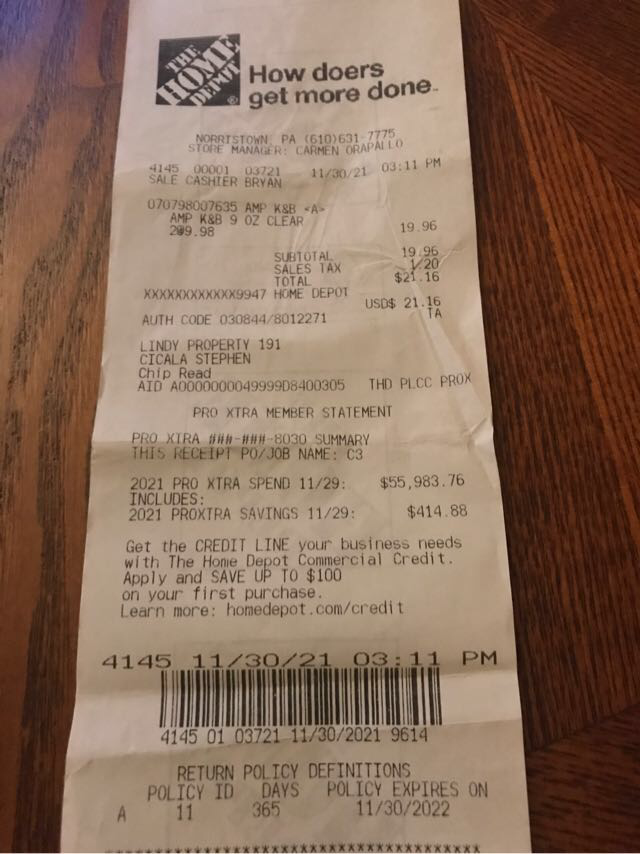 THE
HOME
DEPOT®
How doers
get more done™
NORRISTOWN PA (610)631-7775
STORE MANAGER: CARMEN ORAPALLO
4145 00001 03721 11/30/21 03:11 PM
SALE CASHIER BRYAN
070798007635 AMP K&B <A>
AMP K&B 9 OZ CLEAR
2@9.98 19.96
SUBTOTAL 19.96
SALES TAX 1.20
TOTAL $21.16
XXXXXXXXXXXX9947 HOME DEPOT
USD$ 21.16
AUTH CODE 030844/8012271 TA
LINDY PROPERTY 191
CICALA STEPHEN
Chip Read
AID A0000000049999D8400305 THD PLCC PROX
PRO XTRA MEMBER STATEMENT
PRO XTRA ###-###-8030 SUMMARY
THIS RECEIPT PO/JOB NAME: C3
2021 PRO XTRA SPEND 11/29: $55,983.76
INCLUDES:
2021 PROXTRA SAVINGS 11/29: $414.88
Get the CREDIT LINE your business needs
with The Home Depot Commercial Credit.
Apply and SAVE UP TO $100
on your first purchase.
Learn more: homedepot.com/credit
4145 11/30/21 03:11 PM
4145 01 03721 11/30/2021 9614
RETURN POLICY DEFINITIONS
POLICY ID DAYS POLICY EXPIRES ON
A 11 365 11/30/2022